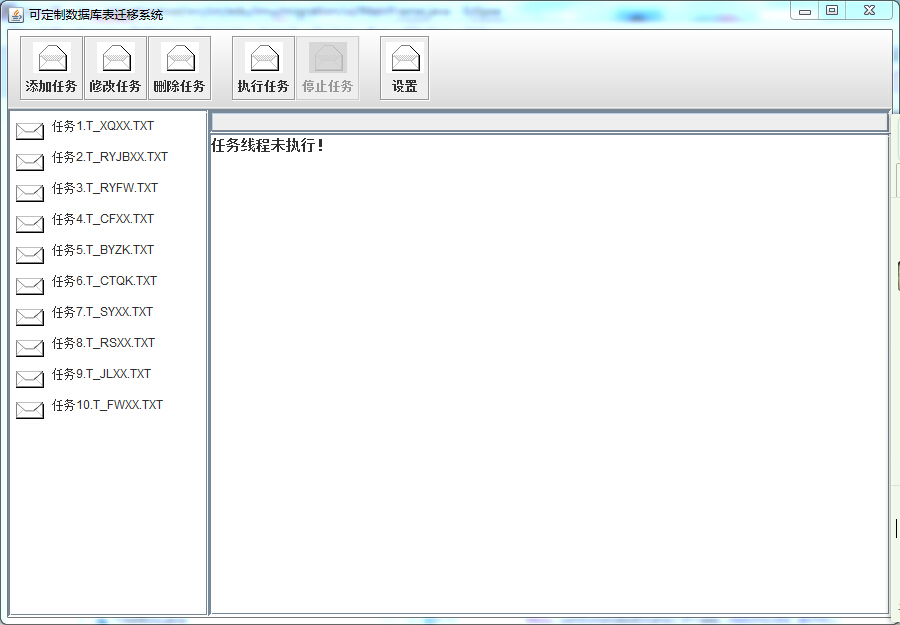 可定制数据库表迁移系统
添加任务 修改任务 删除任务 执行任务 停止任务 设置
任务1.T_XQXX.TXT
任务2.T_RYJBXX.TXT
任务3.T_RYFW.TXT
任务4.T_CFXX.TXT
任务5.T_BYZK.TXT
任务6.T_CTQK.TXT
任务7.T_SYXX.TXT
任务8.T_RSXX.TXT
任务9.T_JLXX.TXT
任务10.T_FWXX.TXT
任务线程未执行！